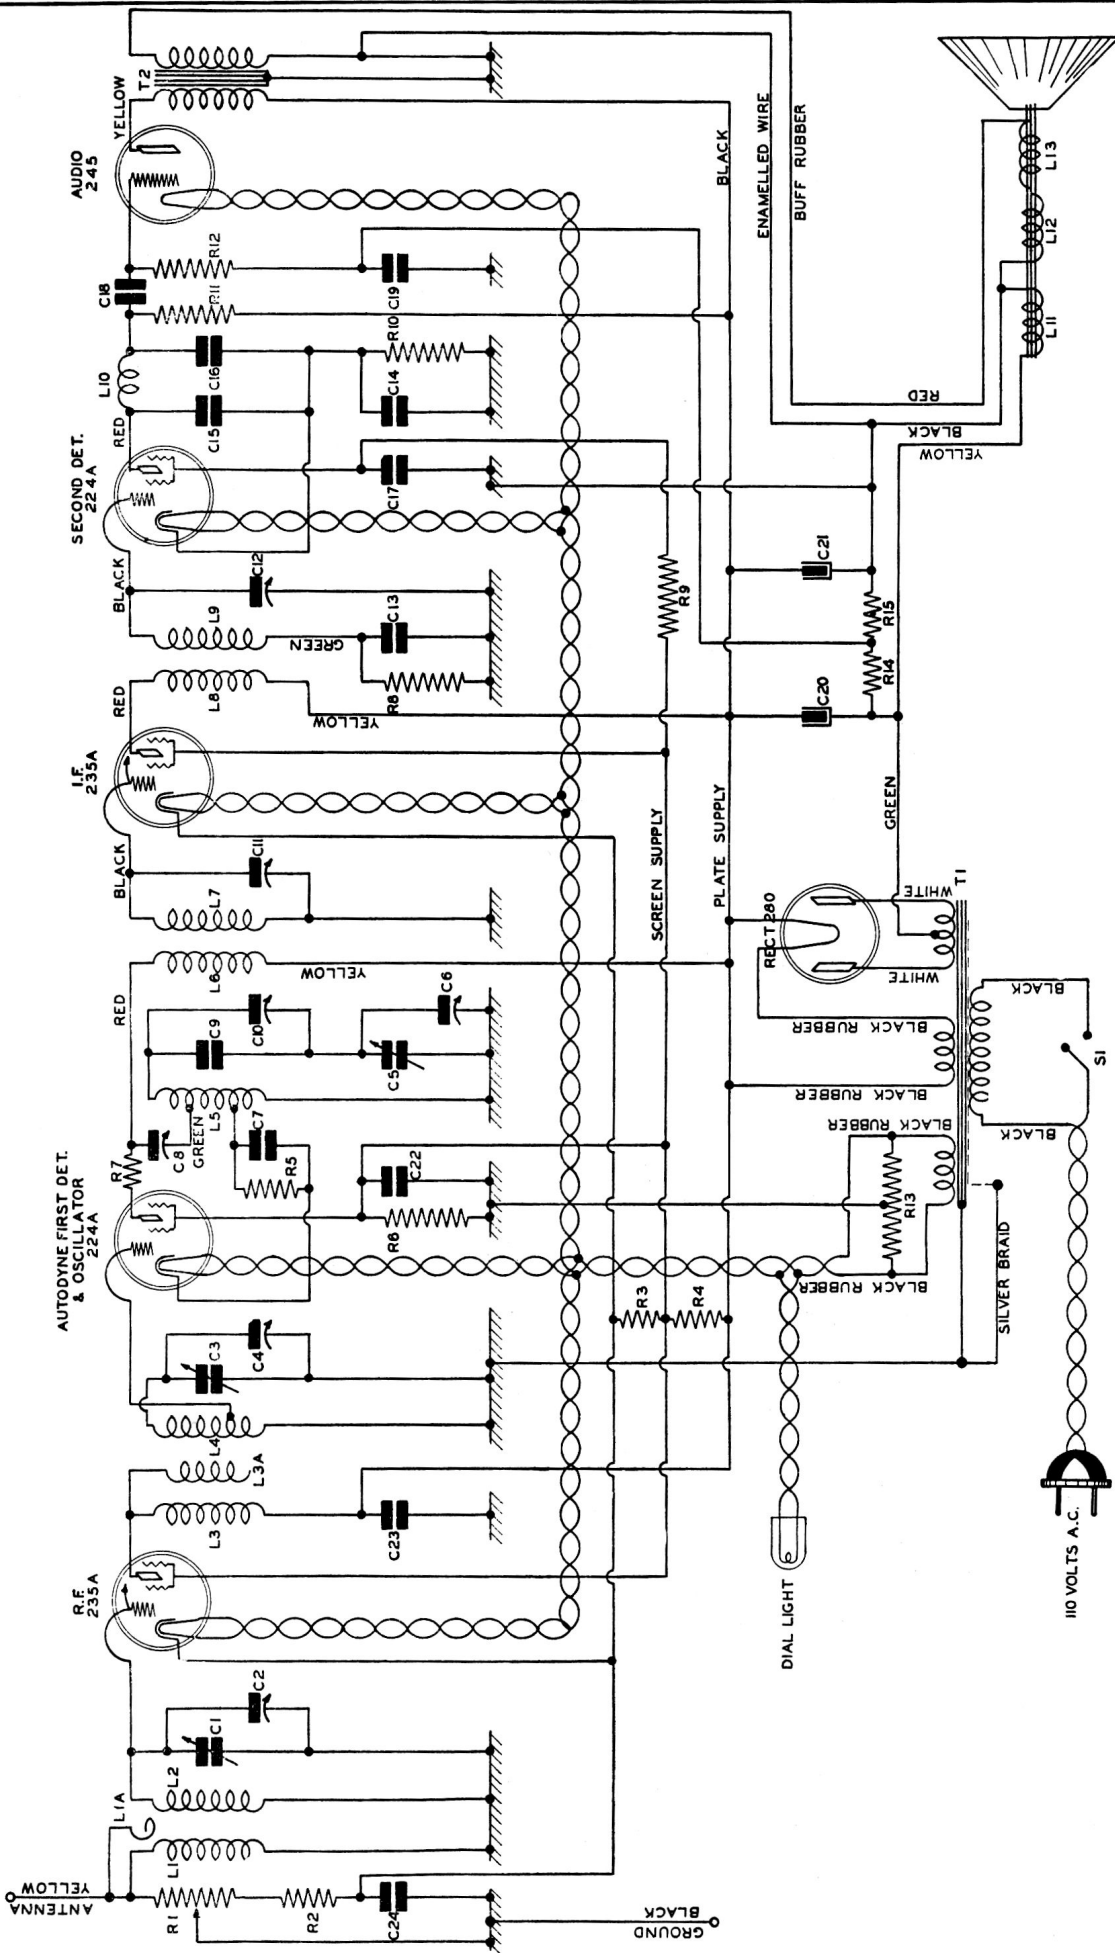 ANTENNA
YELLOW
R1
L1
L1A
L2
C1
C2
R2
C24
GROUND
BLACK
R.F.
235A
L3
L3A
L4
C23
C3
C4
AUTODYNE FIRST DET.
& OSCILLATOR
224A
R7
C8
GREEN
L5
C7
R5
R6
C22
C9
C10
C5
C6
RED
L6
YELLOW
L7
BLACK
C11
I.F.
235A
RED
L8
YELLOW
L9
GREEN
BLACK
C12
R8
C13
SECOND DET.
224A
RED
L10
C15
C16
C17
C14
R10
R11
C18
R12
C19
AUDIO
245
YELLOW
T2
R3
R4
SCREEN SUPPLY
R9
PLATE SUPPLY
BLACK
ENAMELLED WIRE
BUFF RUBBER
DIAL LIGHT
BLACK RUBBER
R13
BLACK RUBBER
BLACK RUBBER
BLACK RUBBER
RECT 280
WHITE
WHITE
T1
GREEN
C20
C21
R14
R15
YELLOW
BLACK
RED
L11
L12
L13
SILVER BRAID
BLACK
BLACK
S1
110 VOLTS A.C.